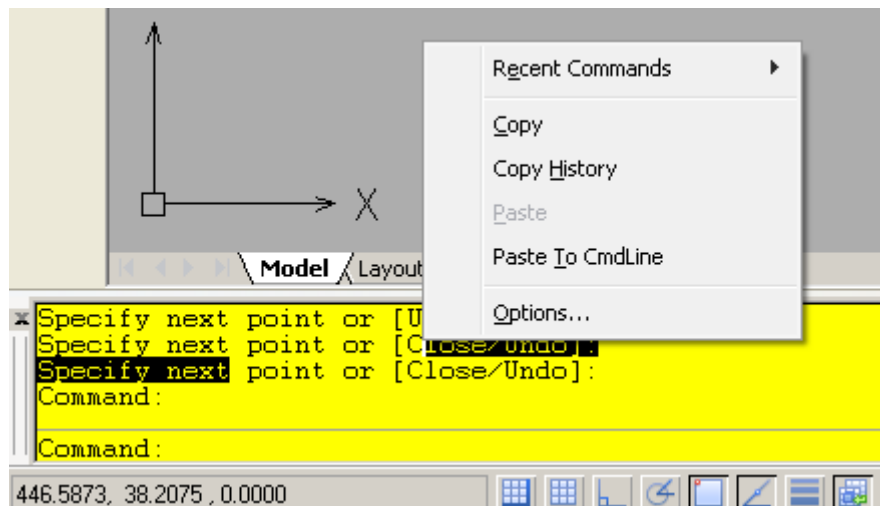 Recent Commands
Copy
Copy History
Paste
Paste To CmdLine
Options...
X
Model Layout
Specify next point or [U
Specify next point or [Close/Undo]:
Specify next point or [Close/Undo]:
Command:
Command:
446.5873, 38.2075 , 0.0000